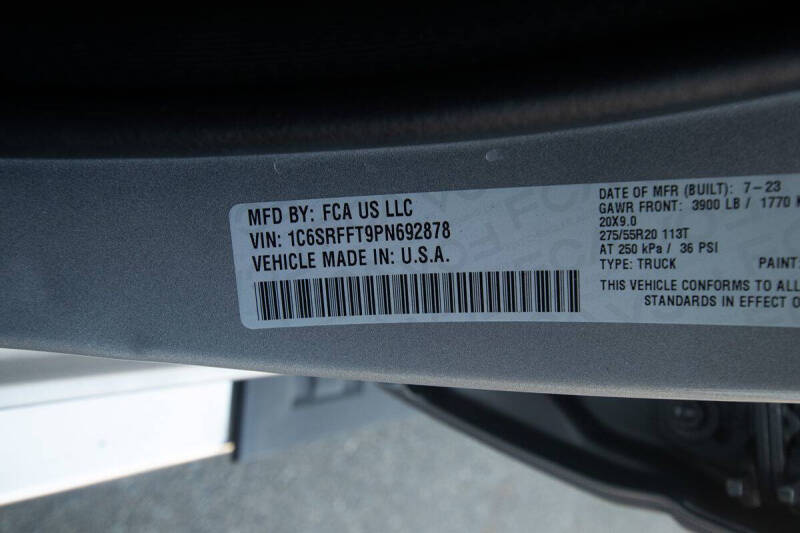 MFD BY: FCA US LLC
VIN: 1C6SRFFT9PN692878
VEHICLE MADE IN: U.S.A.
DATE OF MFR (BUILT): 7-23
GAWR FRONT: 3900 LB / 1770
20X9.0
275/55R20 113T
AT 250 kPa / 36 PSI
TYPE: TRUCK PAINT:
THIS VEHICLE CONFORMS TO ALL
STANDARDS IN EFFECT